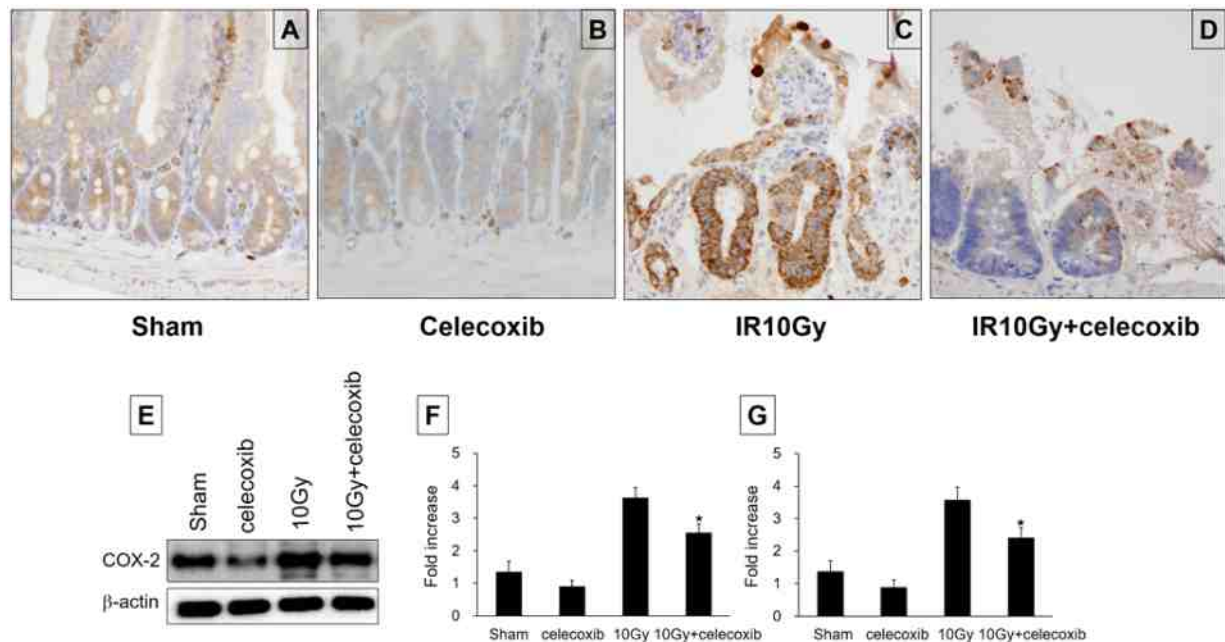 A
B
C
D
Sham
Celecoxib
IR10Gy
IR10Gy+celecoxib
E
Sham
celecoxib
10Gy
10Gy+celecoxib
COX-2
β-actin
F
Fold increase
5
4
3
2
1
0
*
Sham
celecoxib
10Gy
10Gy+celecoxib
G
Fold increase
5
4
3
2
1
0
*
Sham
celecoxib
10Gy
10Gy+celecoxib